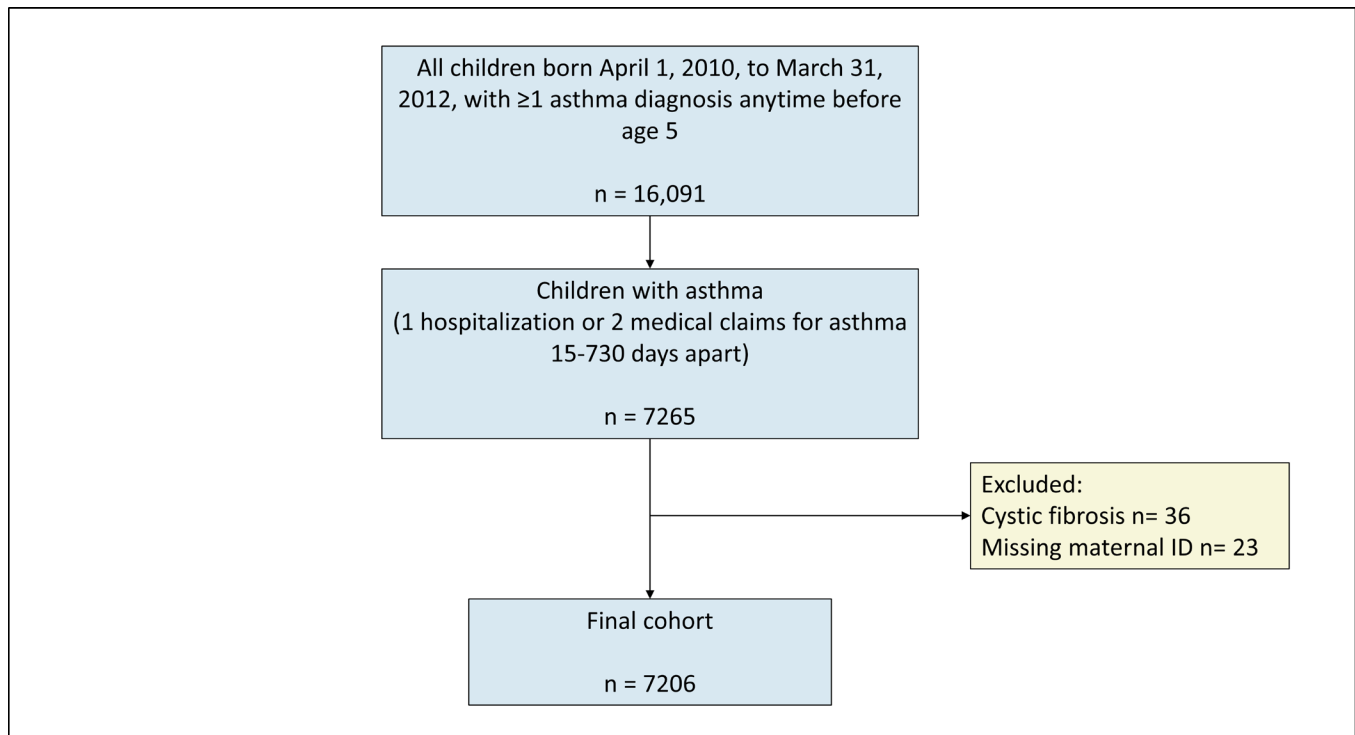 All children born April 1, 2010, to March 31,
2012, with ≥1 asthma diagnosis anytime before
age 5
n = 16,091
Children with asthma
(1 hospitalization or 2 medical claims for asthma
15-730 days apart)
n = 7265
Excluded:
Cystic fibrosis n= 36
Missing maternal ID n= 23
Final cohort
n = 7206